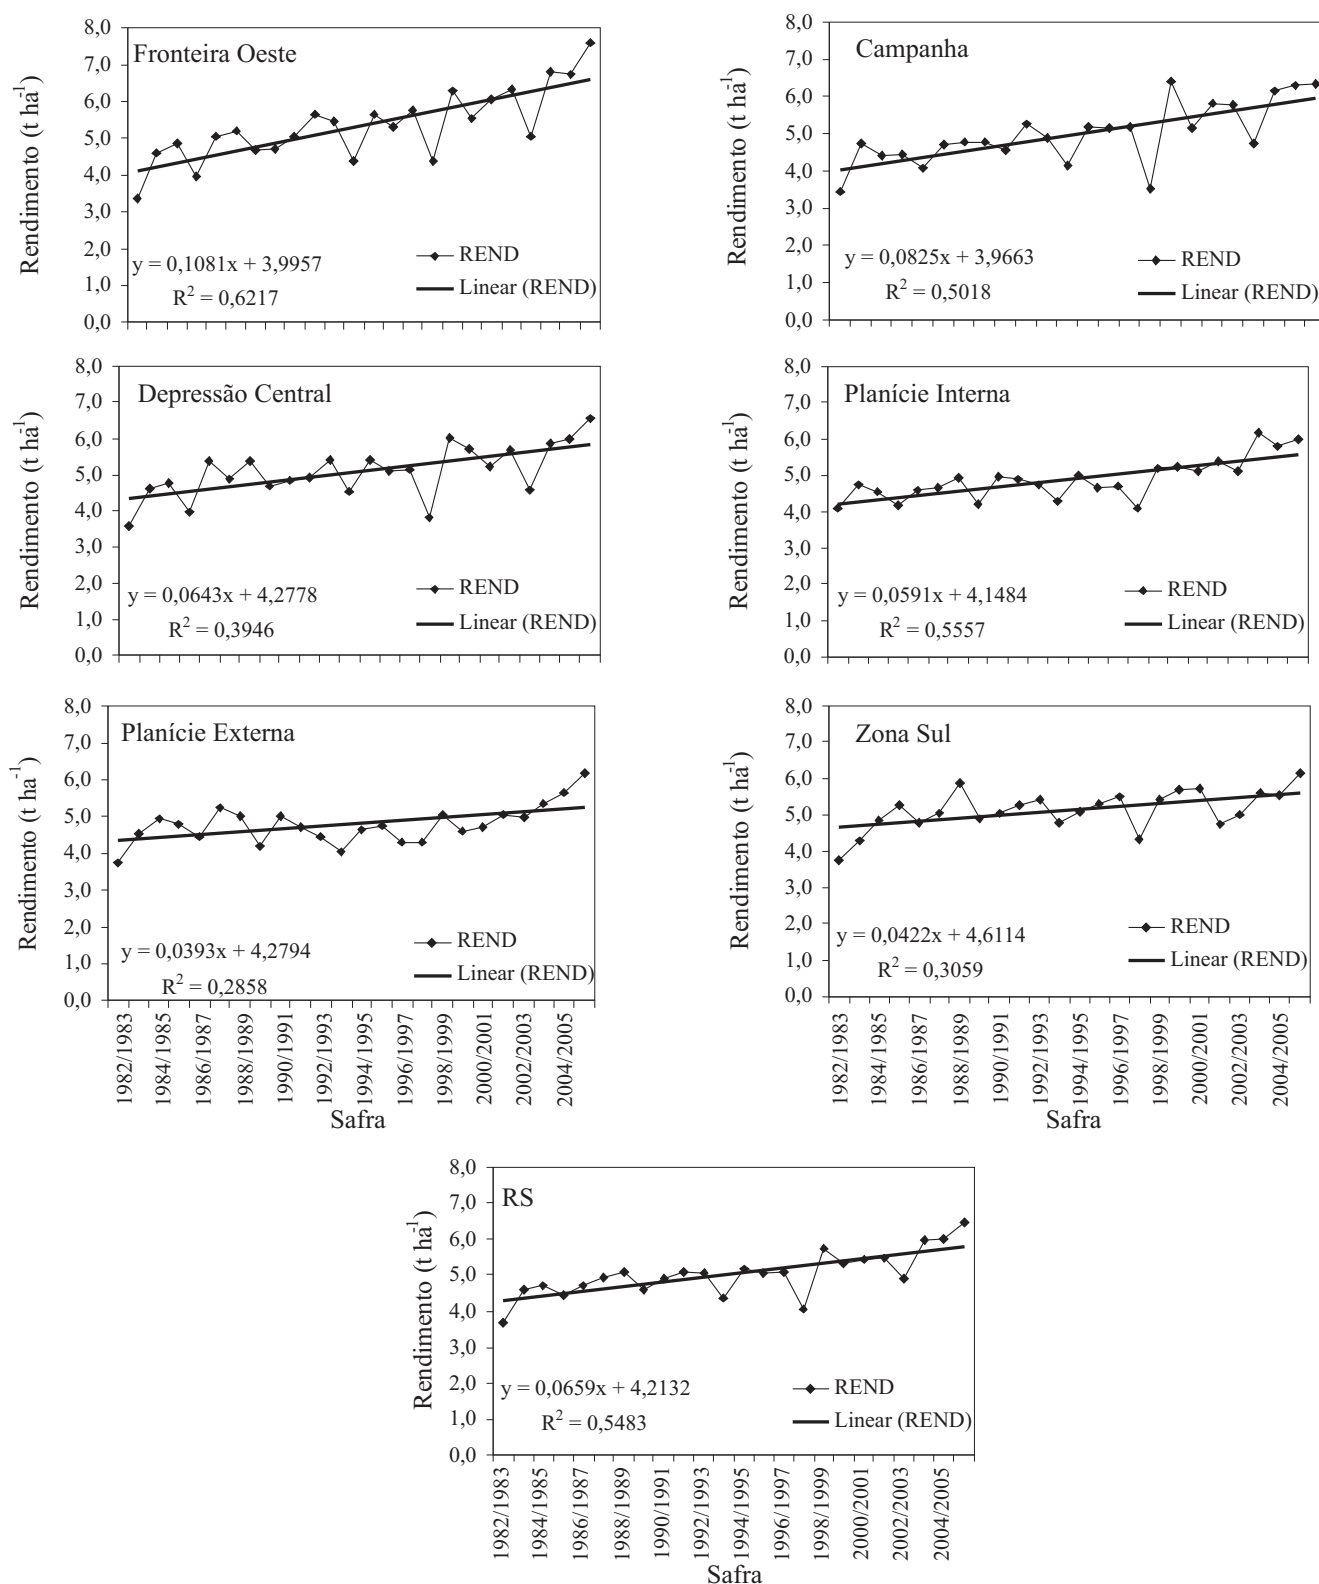 Fronteira Oeste
Rendimento (t ha-1)
8,0
7,0
6,0
5,0
4,0
3,0
2,0
1,0
0,0
y = 0,1081x + 3,9957
R2 = 0,6217
REND
Linear (REND)
Campanha
Rendimento (t ha-1)
8,0
7,0
6,0
5,0
4,0
3,0
2,0
1,0
0,0
y = 0,0825x + 3,9663
R2 = 0,5018
REND
Linear (REND)
Depressão Central
Rendimento (t ha-1)
8,0
7,0
6,0
5,0
4,0
3,0
2,0
1,0
0,0
y = 0,0643x + 4,2778
R2 = 0,3946
REND
Linear (REND)
Planície Interna
Rendimento (t ha-1)
8,0
7,0
6,0
5,0
4,0
3,0
2,0
1,0
0,0
y = 0,0591x + 4,1484
R2 = 0,5557
REND
Linear (REND)
Planície Externa
Rendimento (t ha-1)
8,0
7,0
6,0
5,0
4,0
3,0
2,0
1,0
0,0
y = 0,0393x + 4,2794
R2 = 0,2858
REND
Linear (REND)
1982/1983
1984/1985
1986/1987
1988/1989
1990/1991
1992/1993
1994/1995
1996/1997
1998/1999
2000/2001
2002/2003
2004/2005
Safra
Zona Sul
Rendimento (t ha-1)
8,0
7,0
6,0
5,0
4,0
3,0
2,0
1,0
0,0
y = 0,0422x + 4,6114
R2 = 0,3059
REND
Linear (REND)
1982/1983
1984/1985
1986/1987
1988/1989
1990/1991
1992/1993
1994/1995
1996/1997
1998/1999
2000/2001
2002/2003
2004/2005
Safra
RS
Rendimento (t ha-1)
8,0
7,0
6,0
5,0
4,0
3,0
2,0
1,0
0,0
y = 0,0659x + 4,2132
R2 = 0,5483
REND
Linear (REND)
1982/1983
1984/1985
1986/1987
1988/1989
1990/1991
1992/1993
1994/1995
1996/1997
1998/1999
2000/2001
2002/2003
2004/2005
Safra